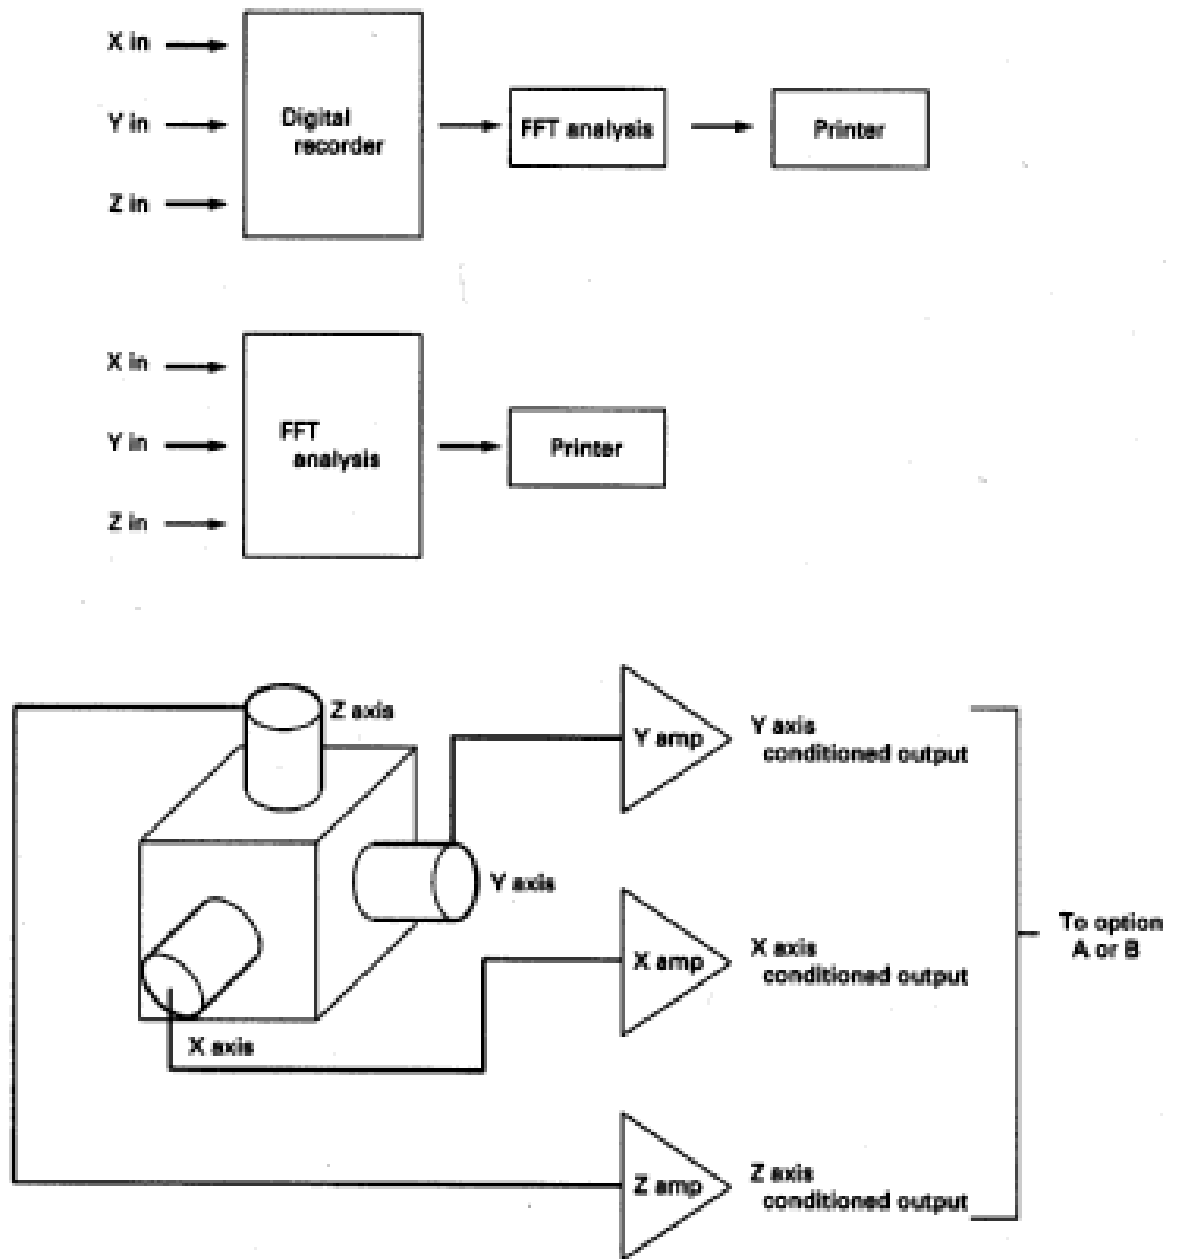 X in
Y in
Z in
Digital
recorder
FFT analysis
Printer
X in
Y in
Z in
FFT
analysis
Printer
Z axis
Y axis
X axis
Y amp
Y axis
conditioned output
X amp
X axis
conditioned output
Z amp
Z axis
conditioned output
To option
A or B